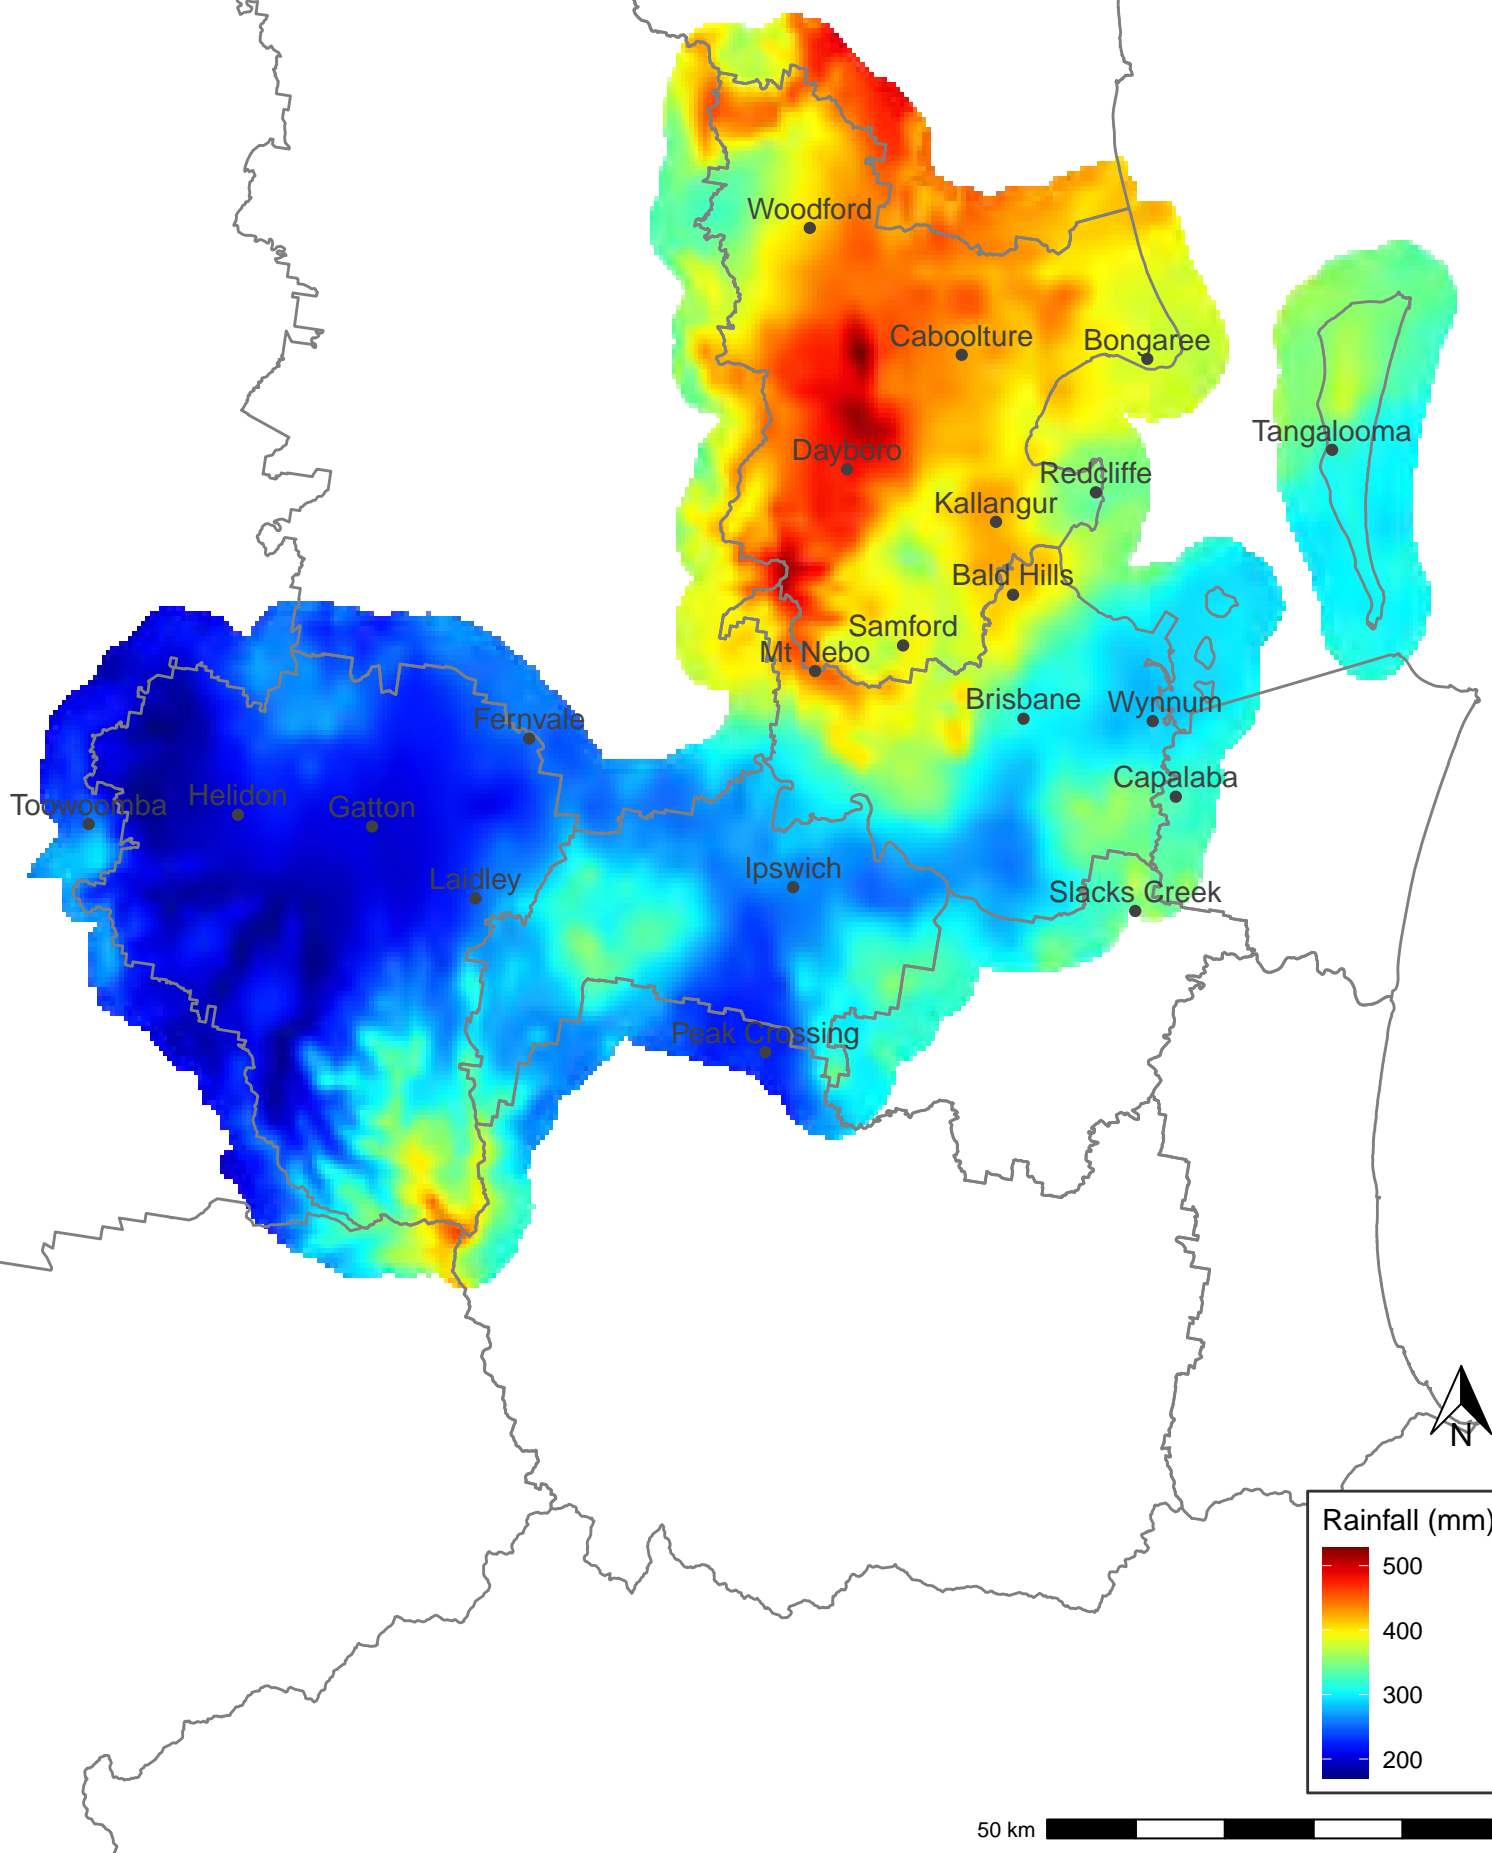 Woodford
Caboolture
Bongaree
Tangalooma
Dayboro
Redcliffe
Kallangur
Bald Hills
Samford
Mt Nebo
Brisbane
Wynnum
Fernvale
Capalaba
Toowoomba
Helidon
Gatton
Ipswich
Laidley
Slacks Creek
Peak Crossing
N
Rainfall (mm)
500
400
300
200
50 km